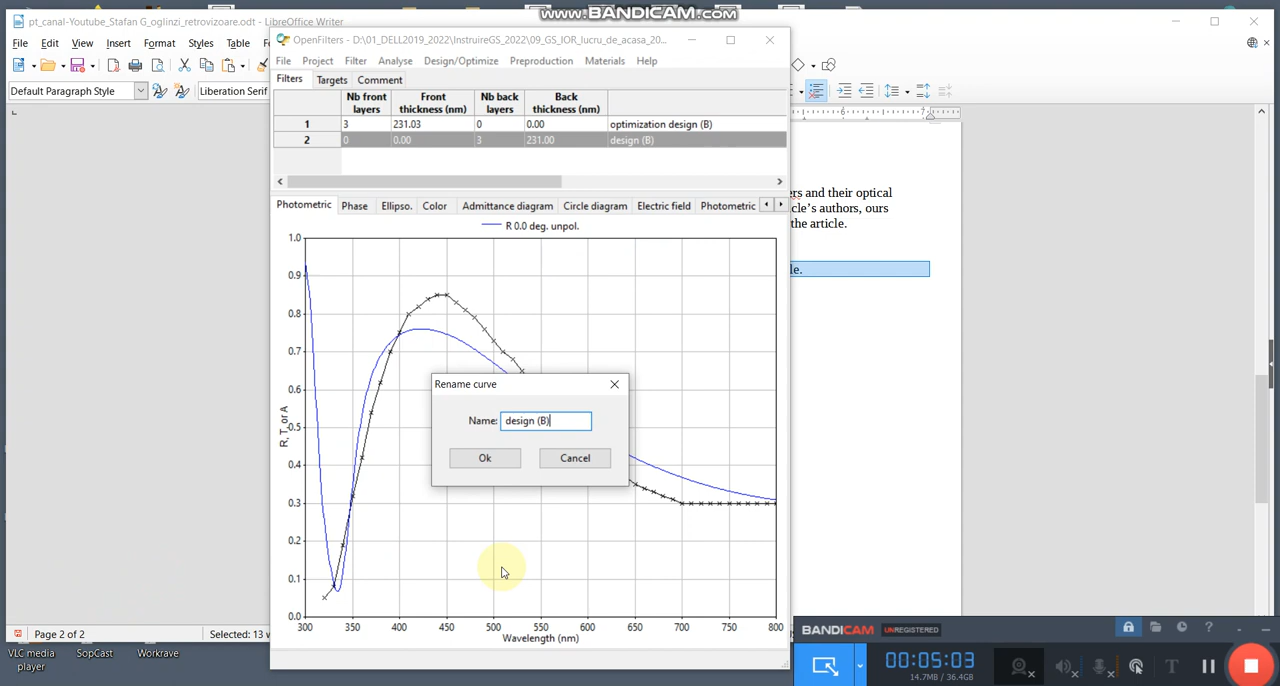 www.BANDICAM.com
pt_canal-Youtube_Stafan G_oglinzi_retrovizoare.odt - LibreOffice Writer
File Edit View Insert Format Styles Table
Default Paragraph Style Liberation Serif
OpenFilters - D:\01_DELL2019_2022\InstruireGS_2022\09_GS_IOR_lucru_de_acasa_20...
File Project Filter Analyse Design/Optimize Preproduction Materials Help
Filters Targets Comment
Nb front layers Front thickness (nm) Nb back layers Back thickness (nm)
1 3 231.03 0 0.00 optimization design (B)
2 0 0.00 3 231.00 design (B)
Photometric Phase Ellipso. Color Admittance diagram Circle diagram Electric field Photometric
R 0.0 deg. unpol.
1.0
0.9
0.8
0.7
0.6
0.5
0.4
0.3
0.2
0.1
0.0
R, T, or A
300 350 400 450 500 550 600 650 700 750 800
Wavelength (nm)
Rename curve
Name: design (B)
Ok Cancel
ers and their optical
cle's authors, ours
the article.
le.
6 7
Page 2 of 2 Selected: 13 w
VLC media player SopCast Workrave
BANDICAM UNREGISTERED
00:05:03
14.7MB / 36.4GB